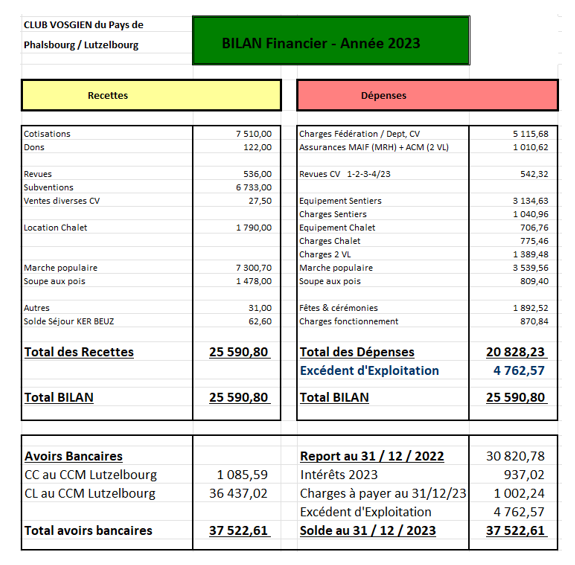 CLUB VOSGIEN du Pays de
Phalsbourg / Lutzelbourg
BILAN Financier - Année 2023
Recettes
Dépenses
Cotisations 7 510,00 Charges Fédération / Dept, CV 5 115,68
Dons 122,00 Assurances MAIF (MRH) + ACM (2 VL) 1 010,62
Revues 536,00 Revues CV 1-2-3-4/23 542,32
Subventions 6 733,00
Ventes diverses CV 27,50 Equipement Sentiers 3 134,63
Charges Sentiers 1 040,96
Location Chalet 1 790,00 Equipement Chalet 706,76
Charges Chalet 775,46
Charges 2 VL 1 389,48
Marche populaire 7 300,70 Marche populaire 3 539,56
Soupe aux pois 1 478,00 Soupe aux pois 809,40
Autres 31,00 Fêtes & cérémonies 1 892,52
Solde Séjour KER BEUZ 62,60 Charges fonctionnement 870,84
Total des Recettes 25 590,80 Total des Dépenses 20 828,23
Excédent d'Exploitation 4 762,57
Total BILAN 25 590,80 Total BILAN 25 590,80
Avoirs Bancaires Report au 31 / 12 / 2022 30 820,78
CC au CCM Lutzelbourg 1 085,59 Intérêts 2023 937,02
CL au CCM Lutzelbourg 36 437,02 Charges à payer au 31/12/23 1 002,24
Excédent d'Exploitation 4 762,57
Total avoirs bancaires 37 522,61 Solde au 31 / 12 / 2023 37 522,61